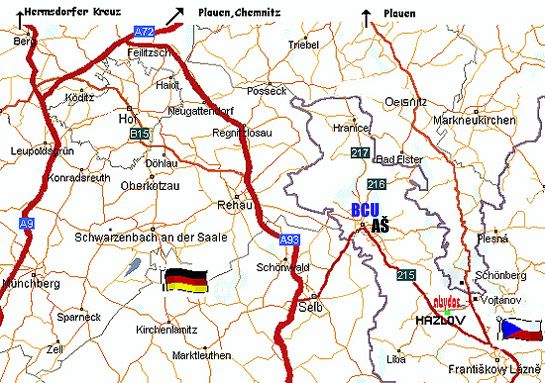 Hermsdorfer Kreuz
Plauen,Chemnitz
Plauen
Berg
A72
Feilitzsch
Triebel
Haidt
Posseck
Köditz
Oelsnitz
Neugattendorf
Hof
Markneukirchen
B15
Regnitzlosau
Hranice
Leupoldsgrün
217
Döhlau
Bad Elster
Konradsreuth
Oberkotzau
216
Rehau
BCU
AŠ
A9
Schwarzenbach an der Saale
A93
Plesná
Schönwald
Schönberg
Münchberg
215
Vojtanov
Selb
HAZLOV
Sparneck
Kirchenlamitz
Zell
Marktleuthen
Libá
Františkovy Lázně